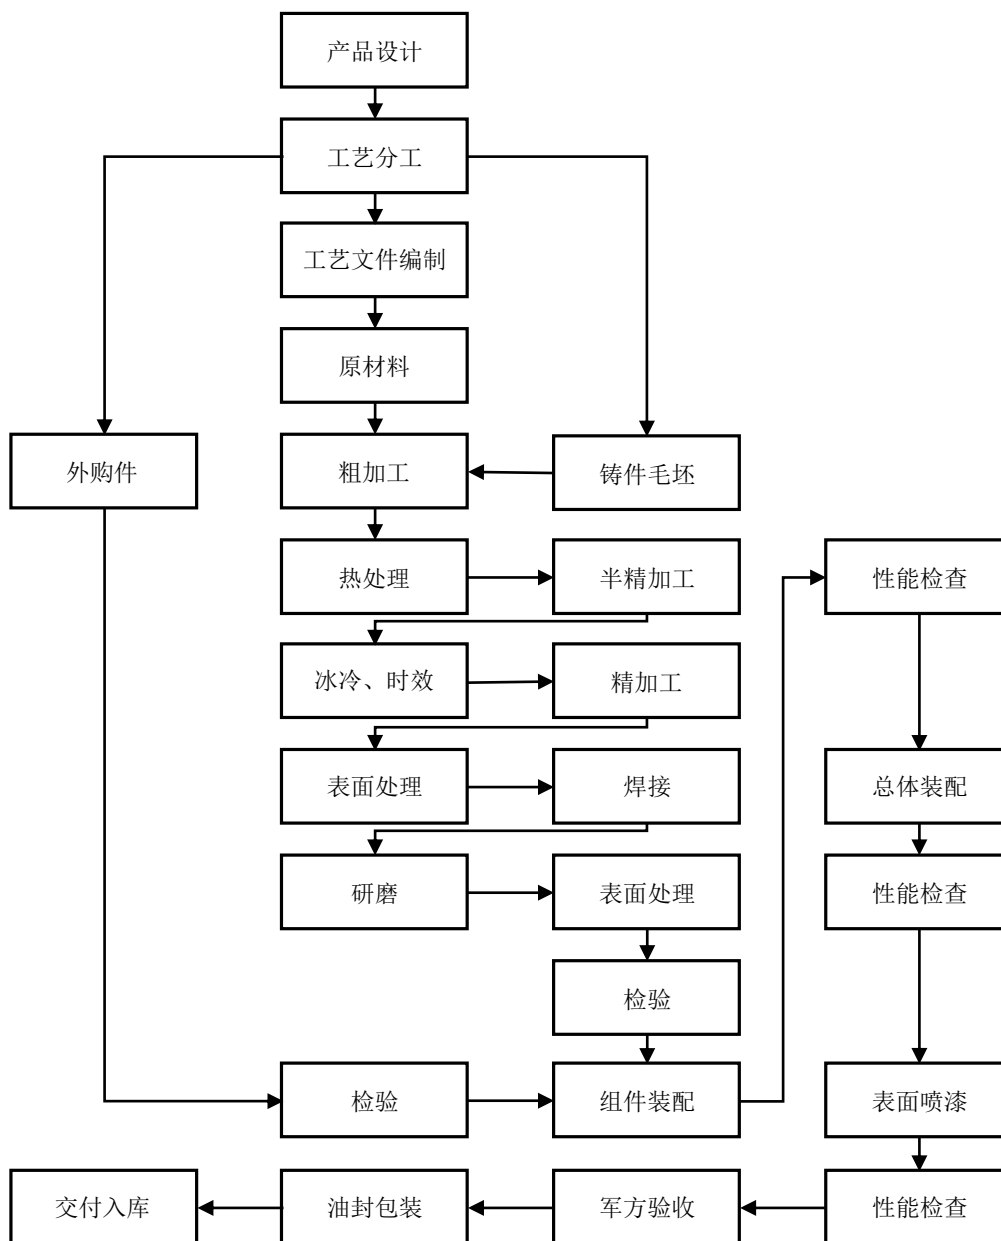 产品设计
工艺分工
工艺文件编制
原材料
外购件
粗加工
铸件毛坯
热处理
半精加工
性能检查
冰冷、时效
精加工
表面处理
焊接
总体装配
研磨
表面处理
性能检查
检验
检验
组件装配
表面喷漆
交付入库
油封包装
军方验收
性能检查